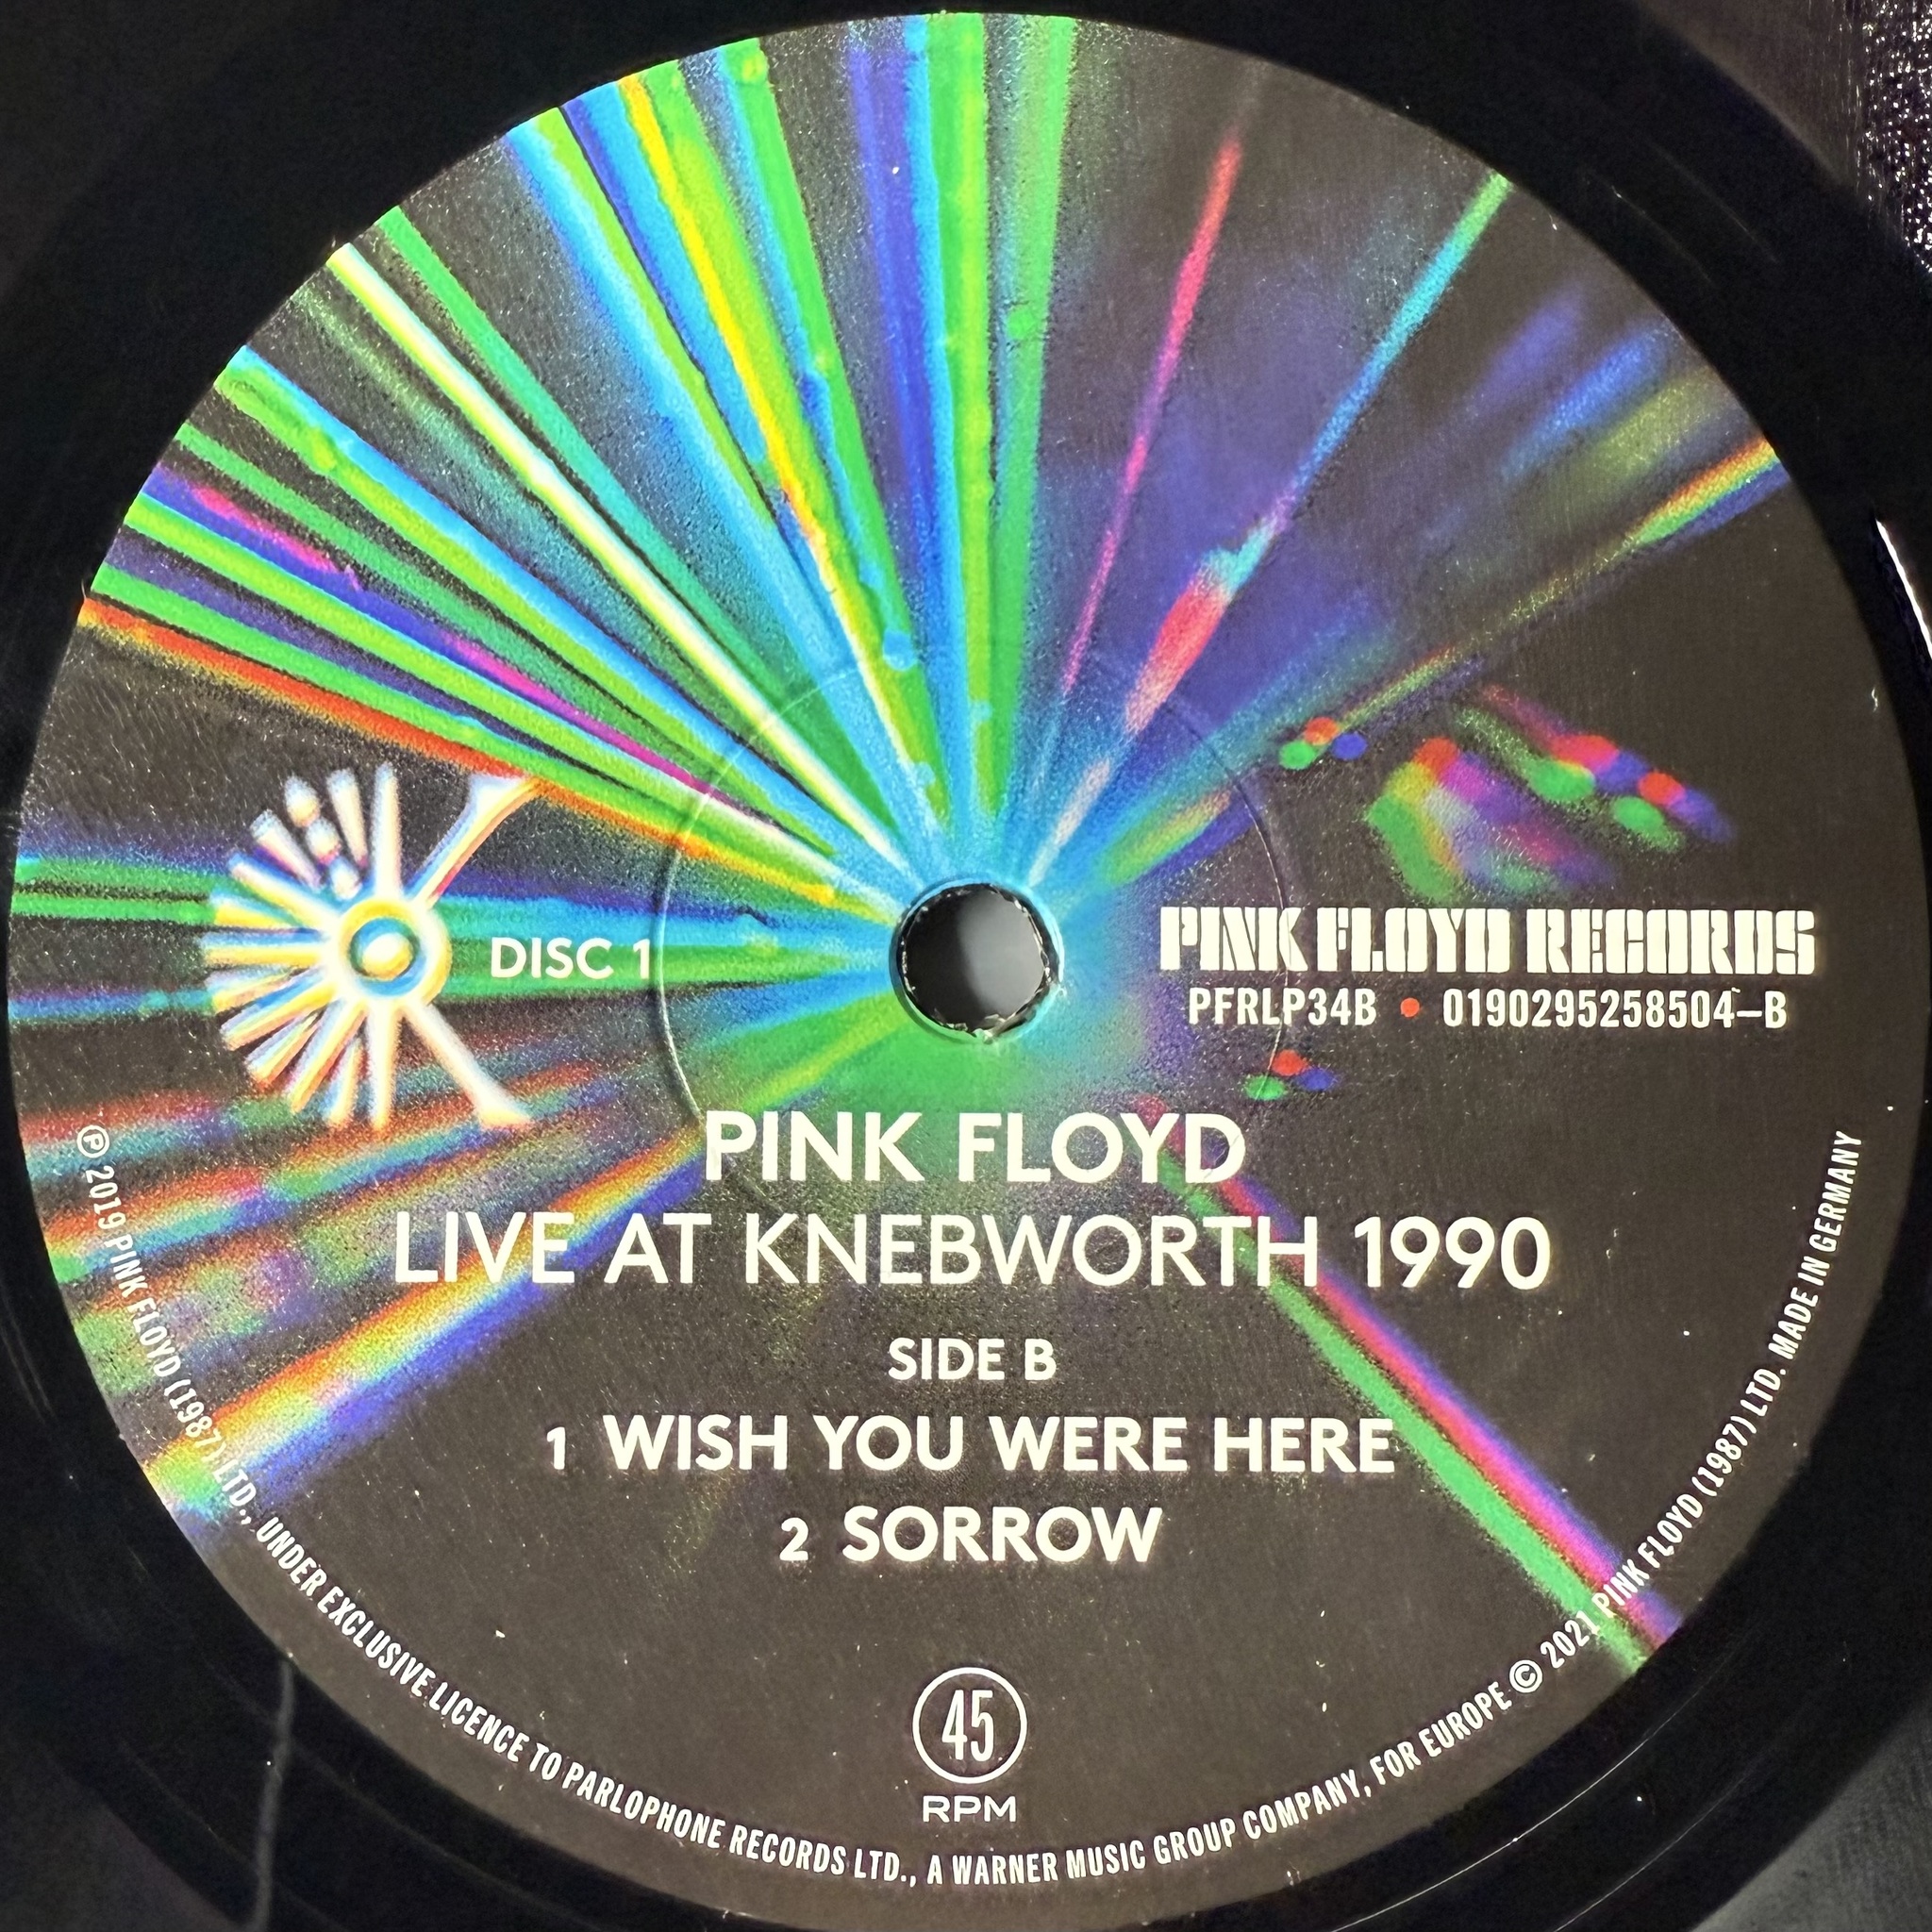 DISC 1
PINK FLOYD RECORDS
PFRLP34B • 0190295258504–B
PINK FLOYD
LIVE AT KNEBWORTH 1990
SIDE B
1 WISH YOU WERE HERE
2 SORROW
45
RPM
℗ 2019 PINK FLOYD (1987) LTD., UNDER EXCLUSIVE LICENCE TO PARLOPHONE RECORDS LTD., A WARNER MUSIC GROUP COMPANY, FOR EUROPE © 2021 PINK FLOYD (1987) LTD. MADE IN GERMANY